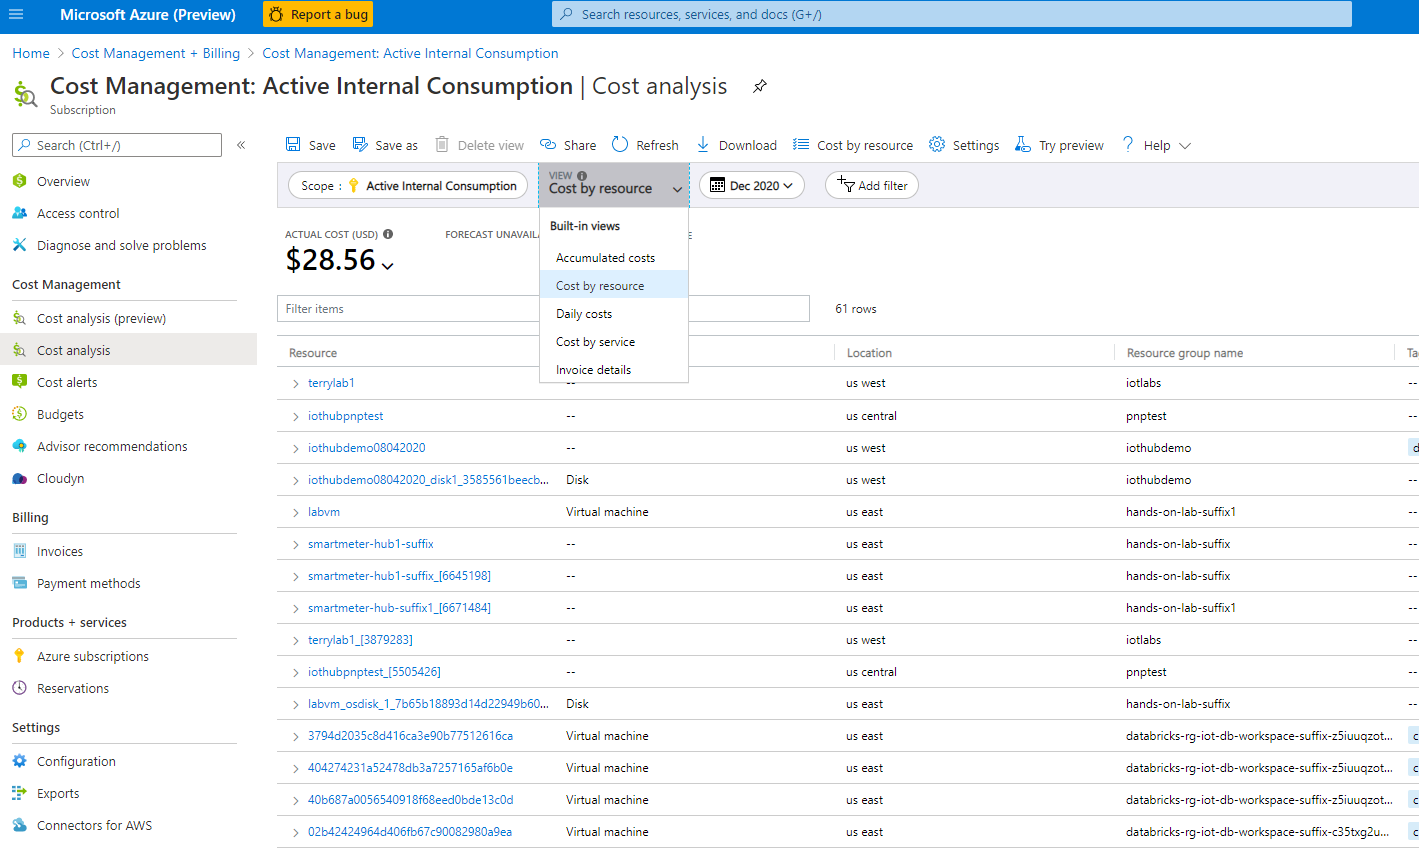 Microsoft Azure (Preview)
Report a bug
Search resources, services, and docs (G+/)
Home > Cost Management + Billing > Cost Management: Active Internal Consumption
Cost Management: Active Internal Consumption | Cost analysis
Subscription
Search (Ctrl+/)
«
Overview
Access control
Diagnose and solve problems
Cost Management
Cost analysis (preview)
Cost analysis
Cost alerts
Budgets
Advisor recommendations
Cloudyn
Billing
Invoices
Payment methods
Products + services
Azure subscriptions
Reservations
Settings
Configuration
Exports
Connectors for AWS
Save Save as Delete view Share Refresh Download Cost by resource Settings Try preview Help
Scope : Active Internal Consumption
VIEW
Cost by resource
Dec 2020
Add filter
Built-in views
Accumulated costs
Cost by resource
Daily costs
Cost by service
Invoice details
ACTUAL COST (USD)
$28.56
FORECAST UNAVAIL
Filter items
61 rows
Resource Location Resource group name
terrylab1 -- us west iotlabs --
iothubpnptest -- us central pnptest --
iothubdemo08042020 -- us west iothubdemo d
iothubdemo08042020_disk1_3585561beecb... Disk us west iothubdemo --
labvm Virtual machine us east hands-on-lab-suffix1 --
smartmeter-hub1-suffix -- us east hands-on-lab-suffix --
smartmeter-hub1-suffix_[6645198] -- us east hands-on-lab-suffix --
smartmeter-hub-suffix1_[6671484] -- us east hands-on-lab-suffix1 --
terrylab1_[3879283] -- us west iotlabs --
iothubpnptest_[5505426] -- us central pnptest --
labvm_osdisk_1_7b65b18893d14d22949b60... Disk us east hands-on-lab-suffix --
3794d2035c8d416ca3e90b77512616ca Virtual machine us east databricks-rg-iot-db-workspace-suffix-z5iuuqzot... c
404274231a52478db3a7257165af6b0e Virtual machine us east databricks-rg-iot-db-workspace-suffix-z5iuuqzot... c
40b687a0056540918f68eed0bde13c0d Virtual machine us east databricks-rg-iot-db-workspace-suffix-z5iuuqzot... c
02b42424964d406fb67c90082980a9ea Virtual machine us east databricks-rg-iot-db-workspace-suffix-c35txg2u... c